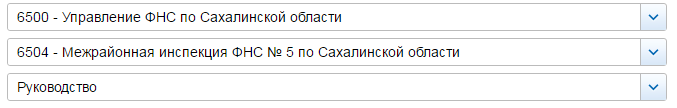 6500 - Управление ФНС по Сахалинской области
6504 - Межрайонная инспекция ФНС № 5 по Сахалинской области
Руководство